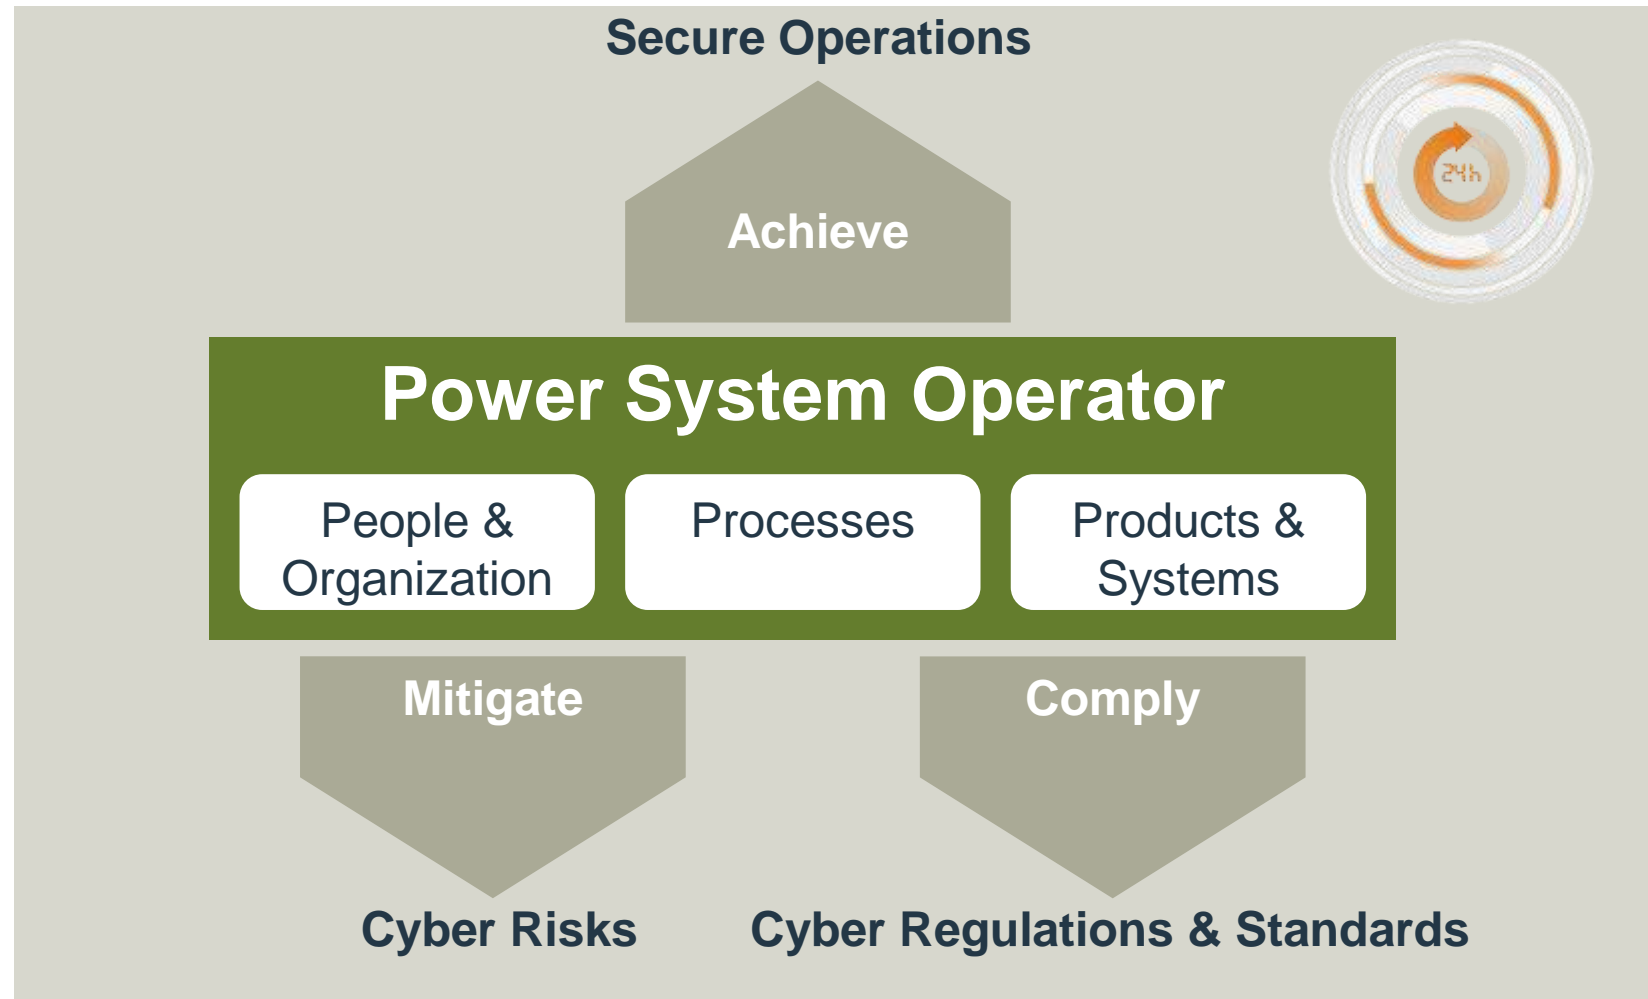 Secure Operations
24h
Achieve
Power System Operator
People &
Organization
Processes
Products &
Systems
Mitigate
Comply
Cyber Risks
Cyber Regulations & Standards